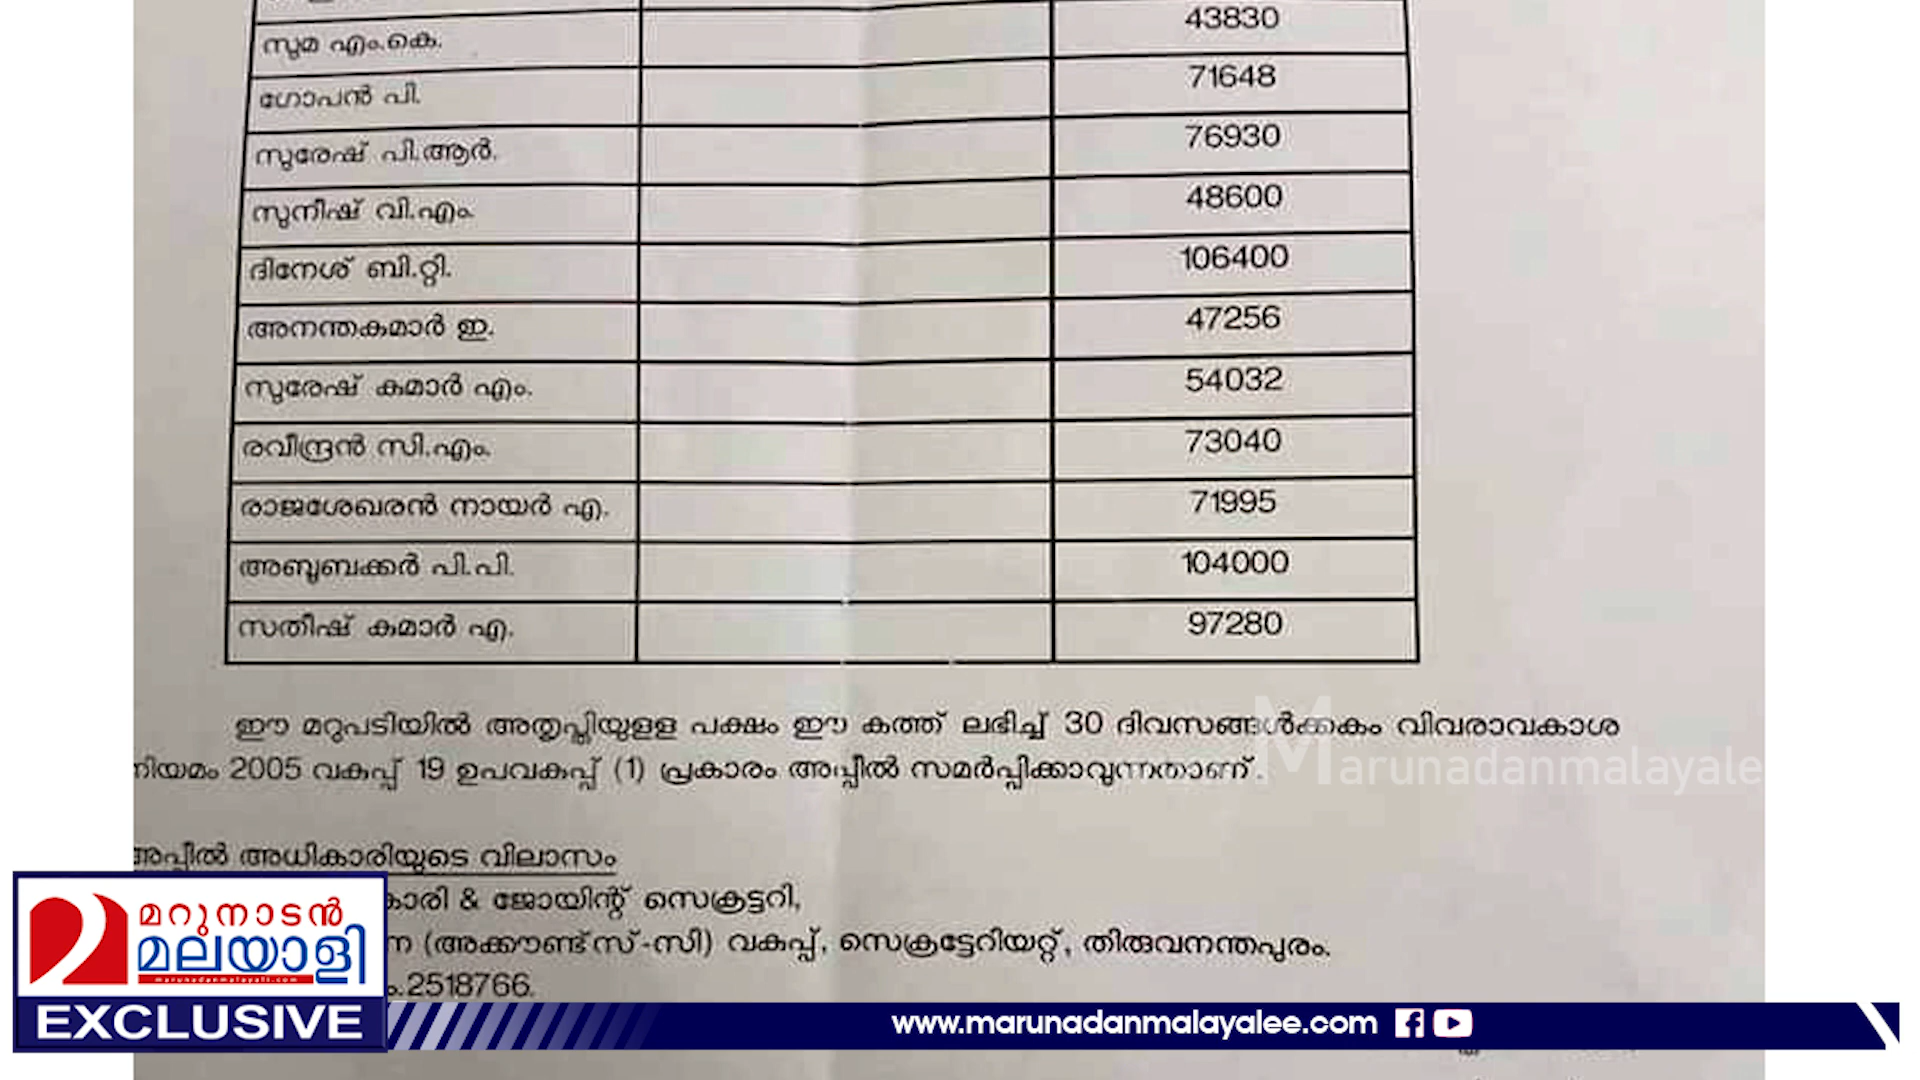 സുമ എം.കെ. 43830
ഗോപൻ പി. 71648
സുരേഷ് പി.ആർ. 76930
സുനീഷ് വി.എം. 48600
ദിനേശ് ബി.റ്റി. 106400
അനന്തകുമാർ ഇ. 47256
സുരേഷ് കുമാർ എം. 54032
രവീന്ദ്രൻ സി.എം. 73040
രാജശേഖരൻ നായർ എ. 71995
അബൂബക്കർ പി.പി. 104000
സതീഷ് കുമാർ എ. 97280
ഈ മറുപടിയിൽ അതൃപ്തിയുളള പക്ഷം ഈ കത്ത് ലഭിച്ച് 30 ദിവസങ്ങൾക്കകം വിവരാവകാശ
നിയമം 2005 വകുപ്പ് 19 ഉപവകുപ്പ് (1) പ്രകാരം അപ്പീൽ സമർപ്പിക്കാവുന്നതാണ്.
Marunadanmalayalee
അപ്പീൽ അധികാരിയുടെ വിലാസം
കാരി & ജോയിന്റ് സെക്രട്ടറി,
ന (അക്കൗണ്ട്സ്-സി) വകുപ്പ്, സെക്രട്ടേറിയറ്റ്, തിരുവനന്തപുരം.
2518766.
മറുനാടൻ
മലയാളി
www.marunadanmalayalee.com
EXCLUSIVE